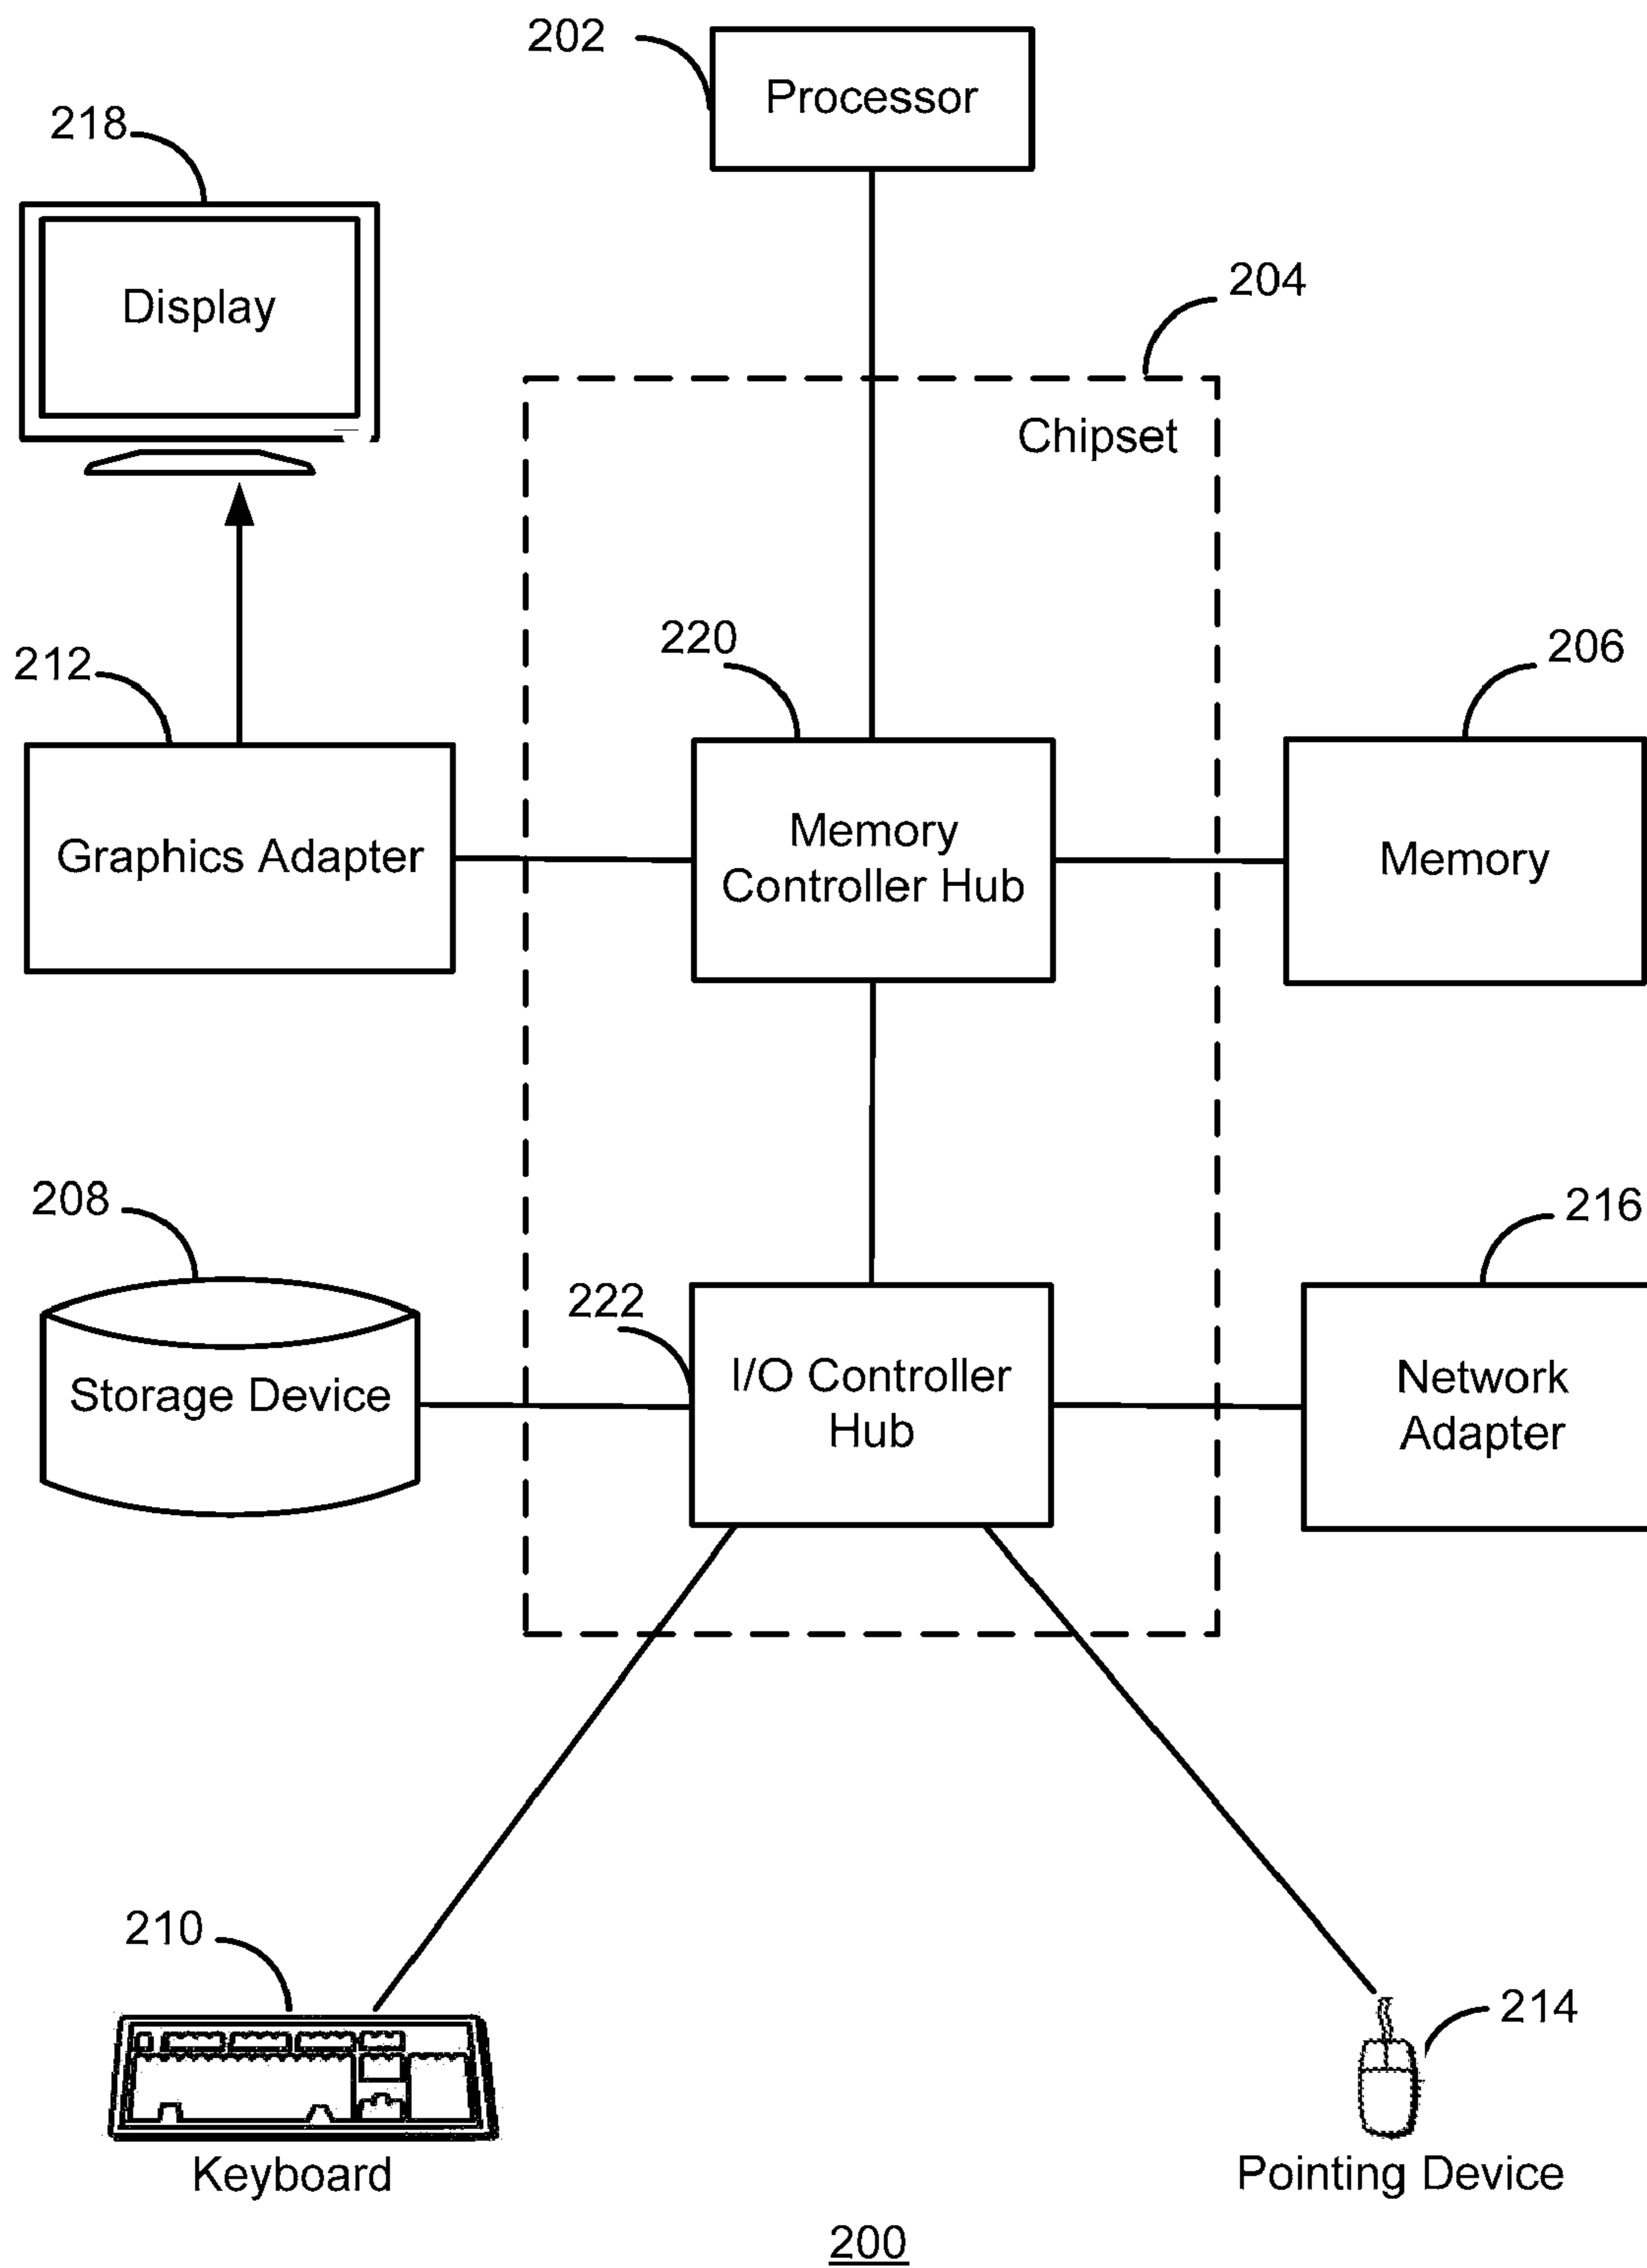 202
Processor
218
Display
204
Chipset
212
220
206
Graphics Adapter
Memory
Controller Hub
Memory
208
222
216
Storage Device
I/O Controller
Hub
Network
Adapter
210
214
Keyboard
Pointing Device
200